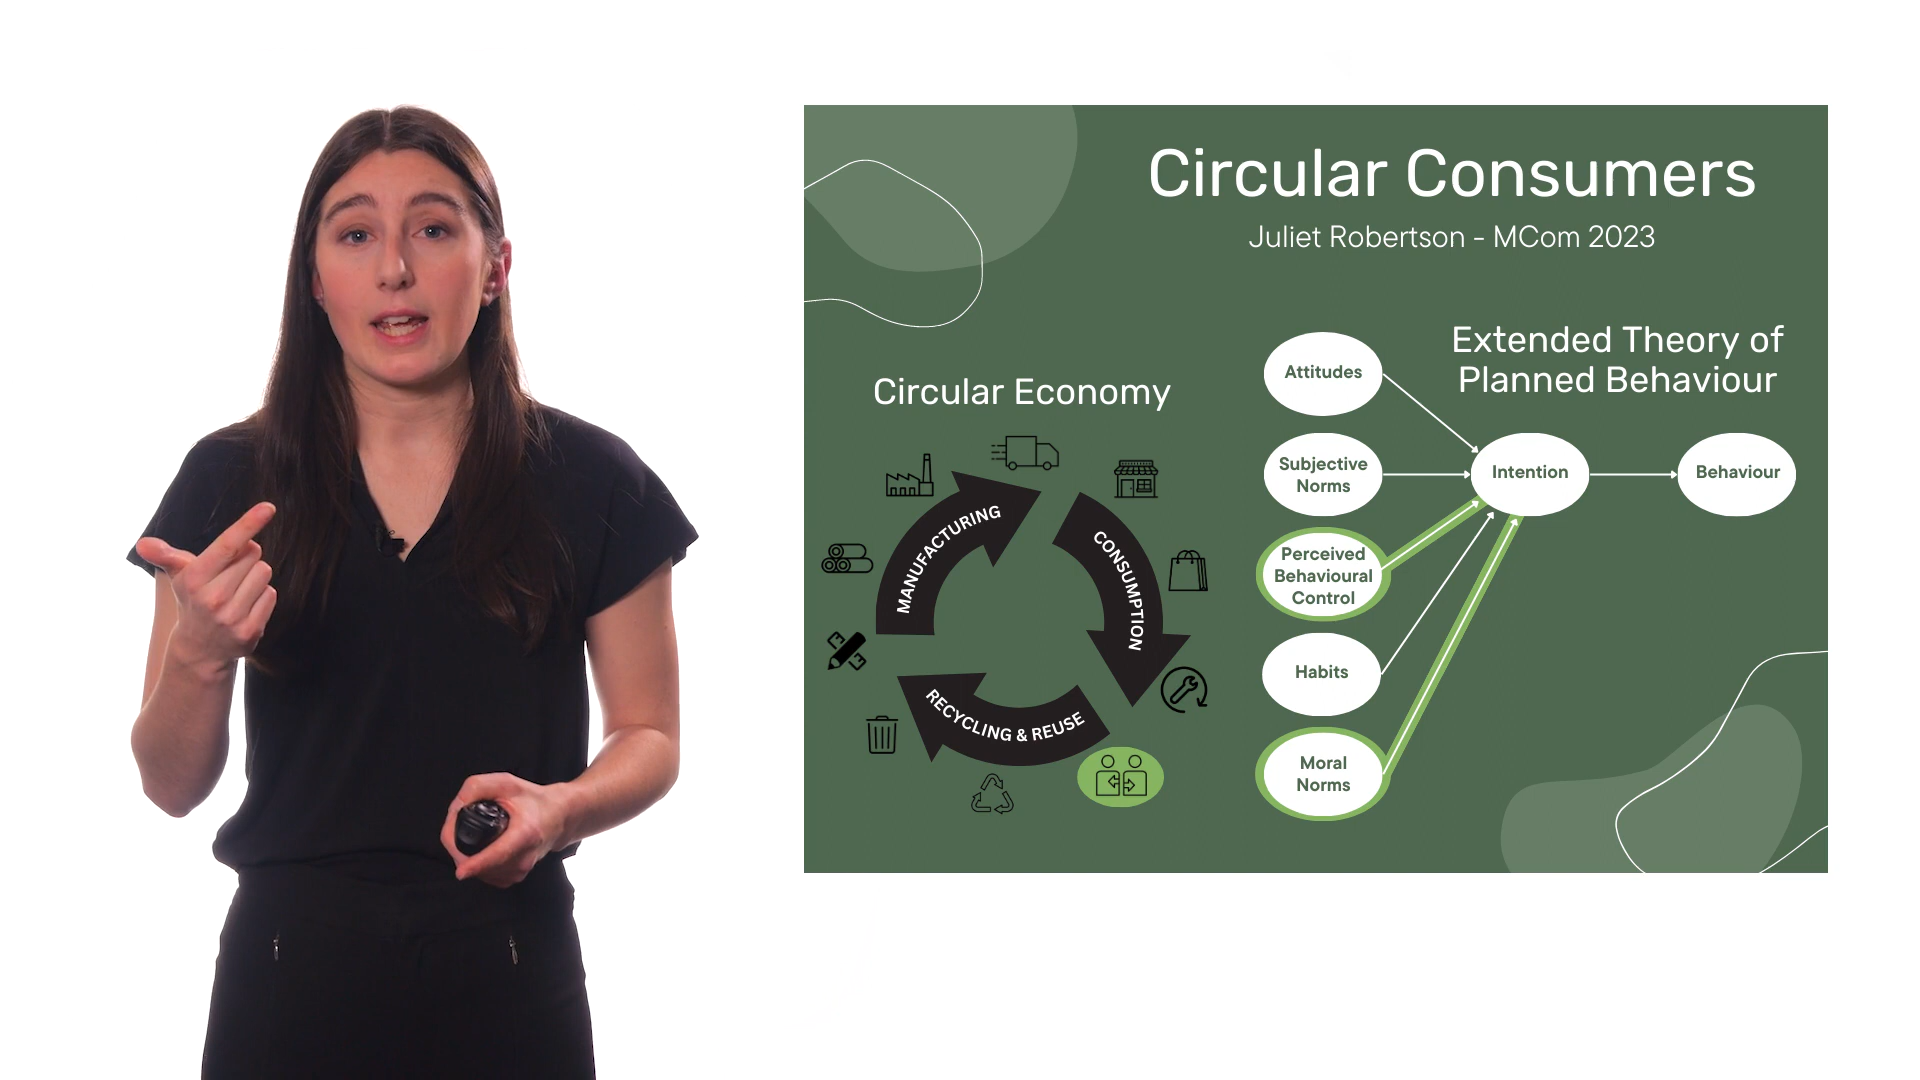 Circular Consumers
Juliet Robertson - MCom 2023
Circular Economy
MANUFACTURING
CONSUMPTION
RECYCLING & REUSE
Extended Theory of
Planned Behaviour
Attitudes
Subjective
Norms
Perceived
Behavioural
Control
Habits
Moral
Norms
Intention
Behaviour